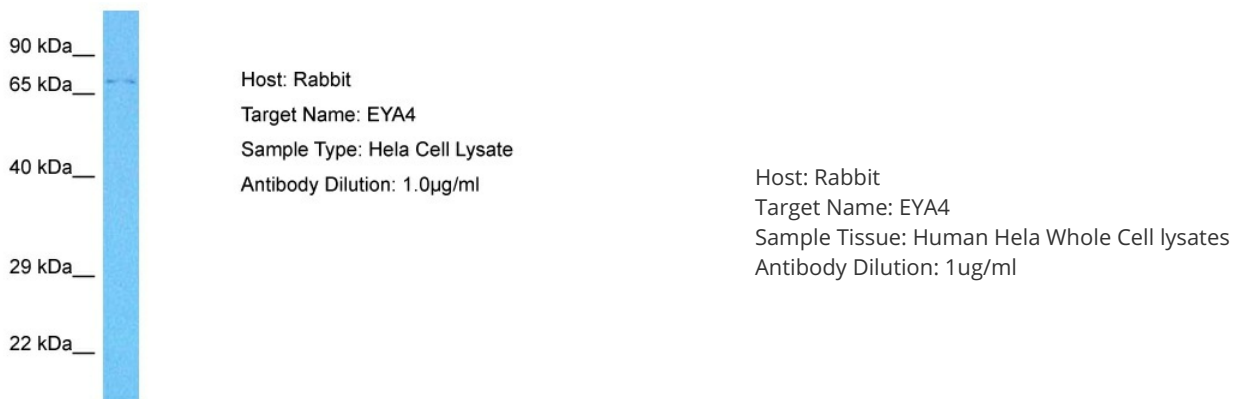 90 kDa__
65 kDa__
40 kDa__
29 kDa__
22 kDa__
Host: Rabbit
Target Name: EYA4
Sample Type: Hela Cell Lysate
Antibody Dilution: 1.0µg/ml
Host: Rabbit
Target Name: EYA4
Sample Tissue: Human Hela Whole Cell lysates
Antibody Dilution: 1ug/ml